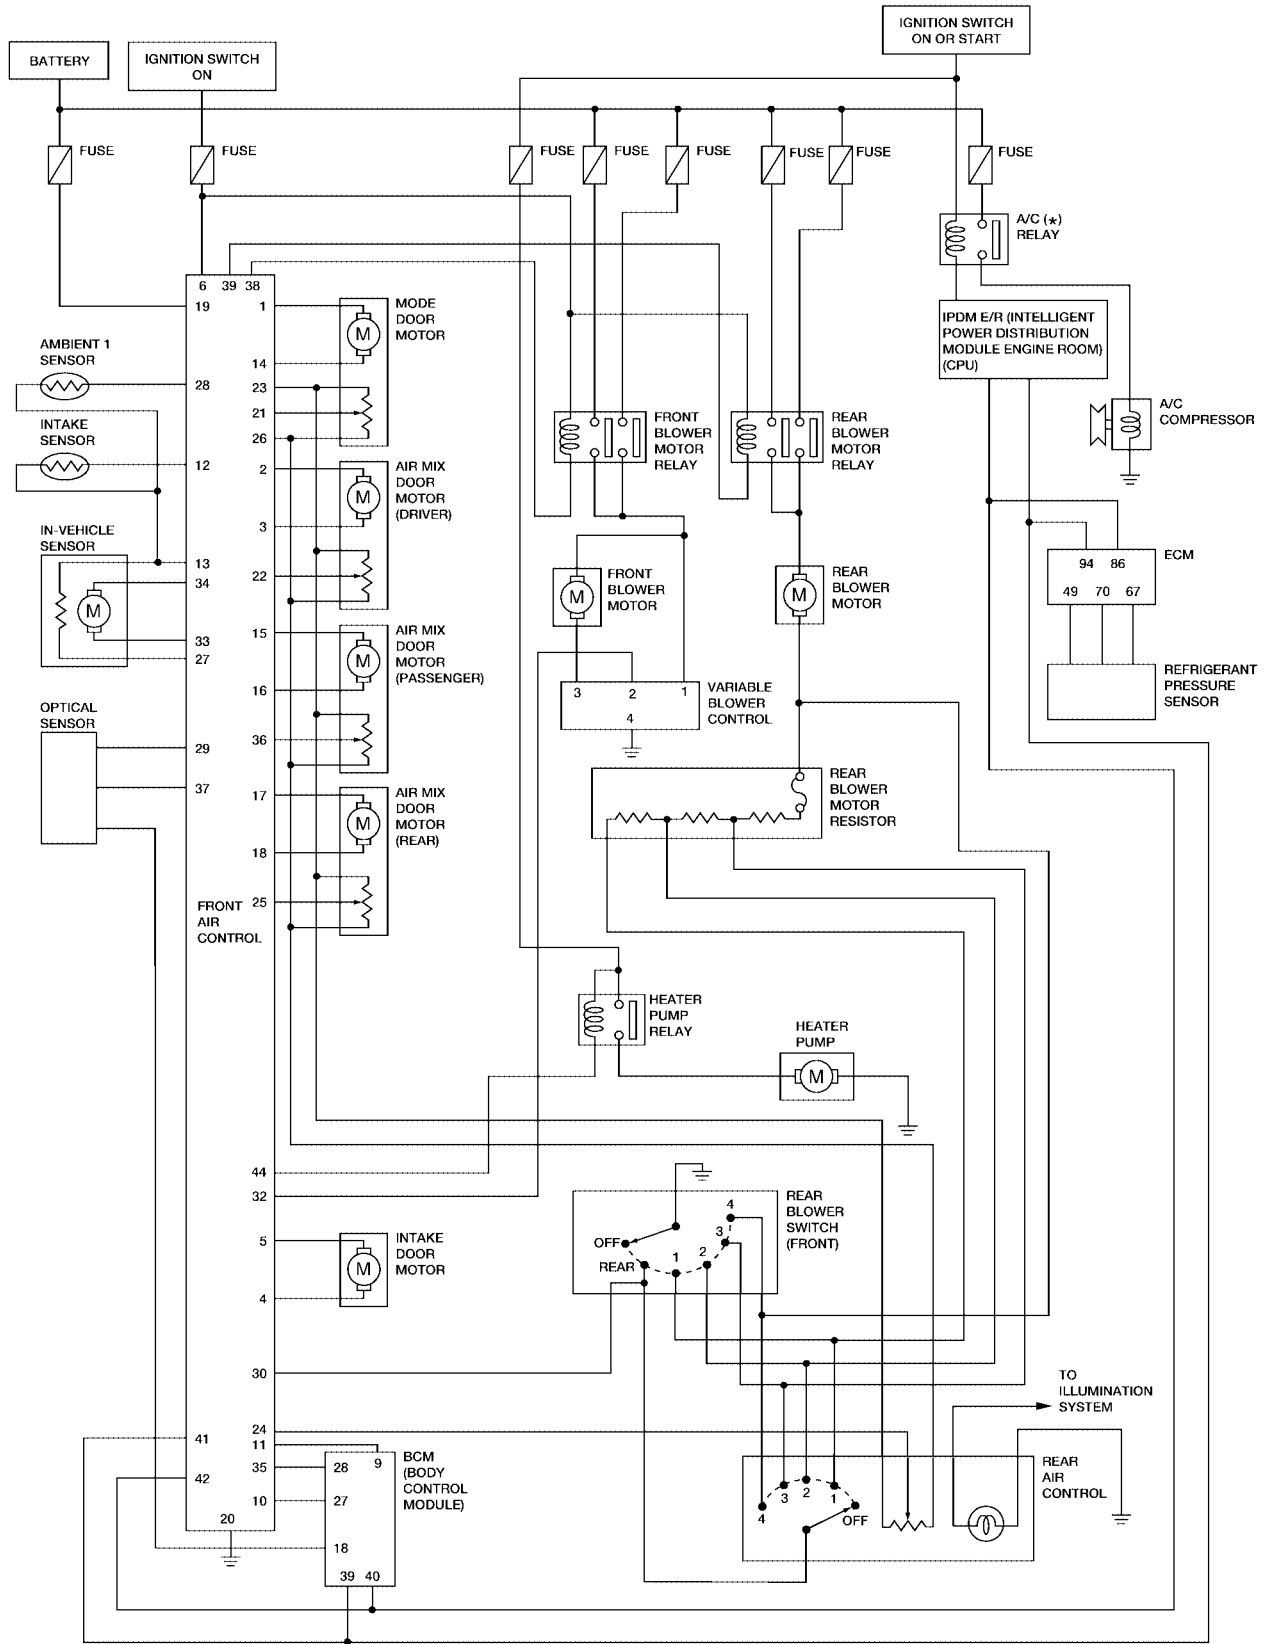 IGNITION SWITCH
ON OR START
BATTERY
IGNITION SWITCH
ON
FUSE
FUSE
FUSE
FUSE
FUSE
FUSE
FUSE
FUSE
A/C (★)
RELAY
6 39 38
19
1
MODE
DOOR
MOTOR
M
14
IPDM E/R (INTELLIGENT
POWER DISTRIBUTION
MODULE ENGINE ROOM)
(CPU)
AMBIENT 1
SENSOR
28
23
21
26
INTAKE
SENSOR
12
A/C
COMPRESSOR
FRONT
BLOWER
MOTOR
RELAY
REAR
BLOWER
MOTOR
RELAY
2
AIR MIX
DOOR
MOTOR
(DRIVER)
M
3
22
IN-VEHICLE
SENSOR
13
34
M
33
27
ECM
94 86
49 70 67
FRONT
BLOWER
MOTOR
M
REAR
BLOWER
MOTOR
M
15
AIR MIX
DOOR
MOTOR
(PASSENGER)
M
16
36
REFRIGERANT
PRESSURE
SENSOR
3 2 1
4
VARIABLE
BLOWER
CONTROL
OPTICAL
SENSOR
29
37
17
AIR MIX
DOOR
MOTOR
(REAR)
M
18
25
REAR
BLOWER
MOTOR
RESISTOR
FRONT
AIR
CONTROL
HEATER
PUMP
RELAY
HEATER
PUMP
M
44
32
REAR
BLOWER
SWITCH
(FRONT)
4
3
2
1
OFF
REAR
5
INTAKE
DOOR
MOTOR
M
4
30
TO
ILLUMINATION
SYSTEM
24
11
41
35
42
10
20
BCM
(BODY
CONTROL
MODULE)
9
28
27
18
39 40
REAR
AIR
CONTROL
4
3
2
1
OFF